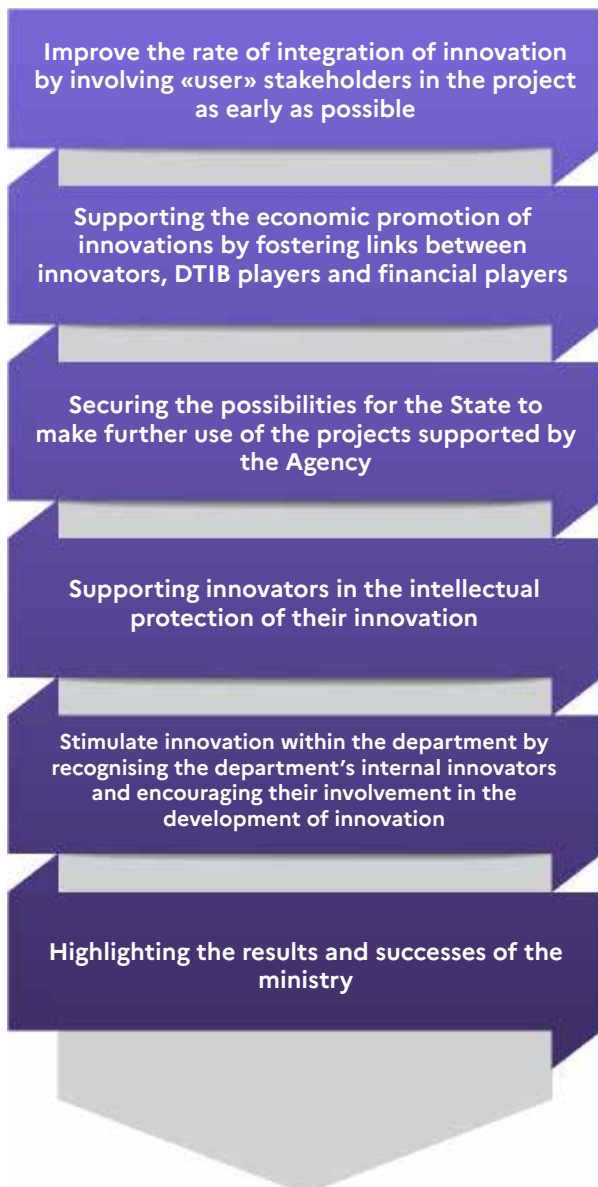 Improve the rate of integration of innovation
by involving «user» stakeholders in the project
as early as possible
Supporting the economic promotion of
innovations by fostering links between
innovators, DTIB players and financial players
Securing the possibilities for the State to
make further use of the projects supported by
the Agency
Supporting innovators in the intellectual
protection of their innovation
Stimulate innovation within the department by
recognising the department’s internal innovators
and encouraging their involvement in the
development of innovation
Highlighting the results and successes of the
ministry